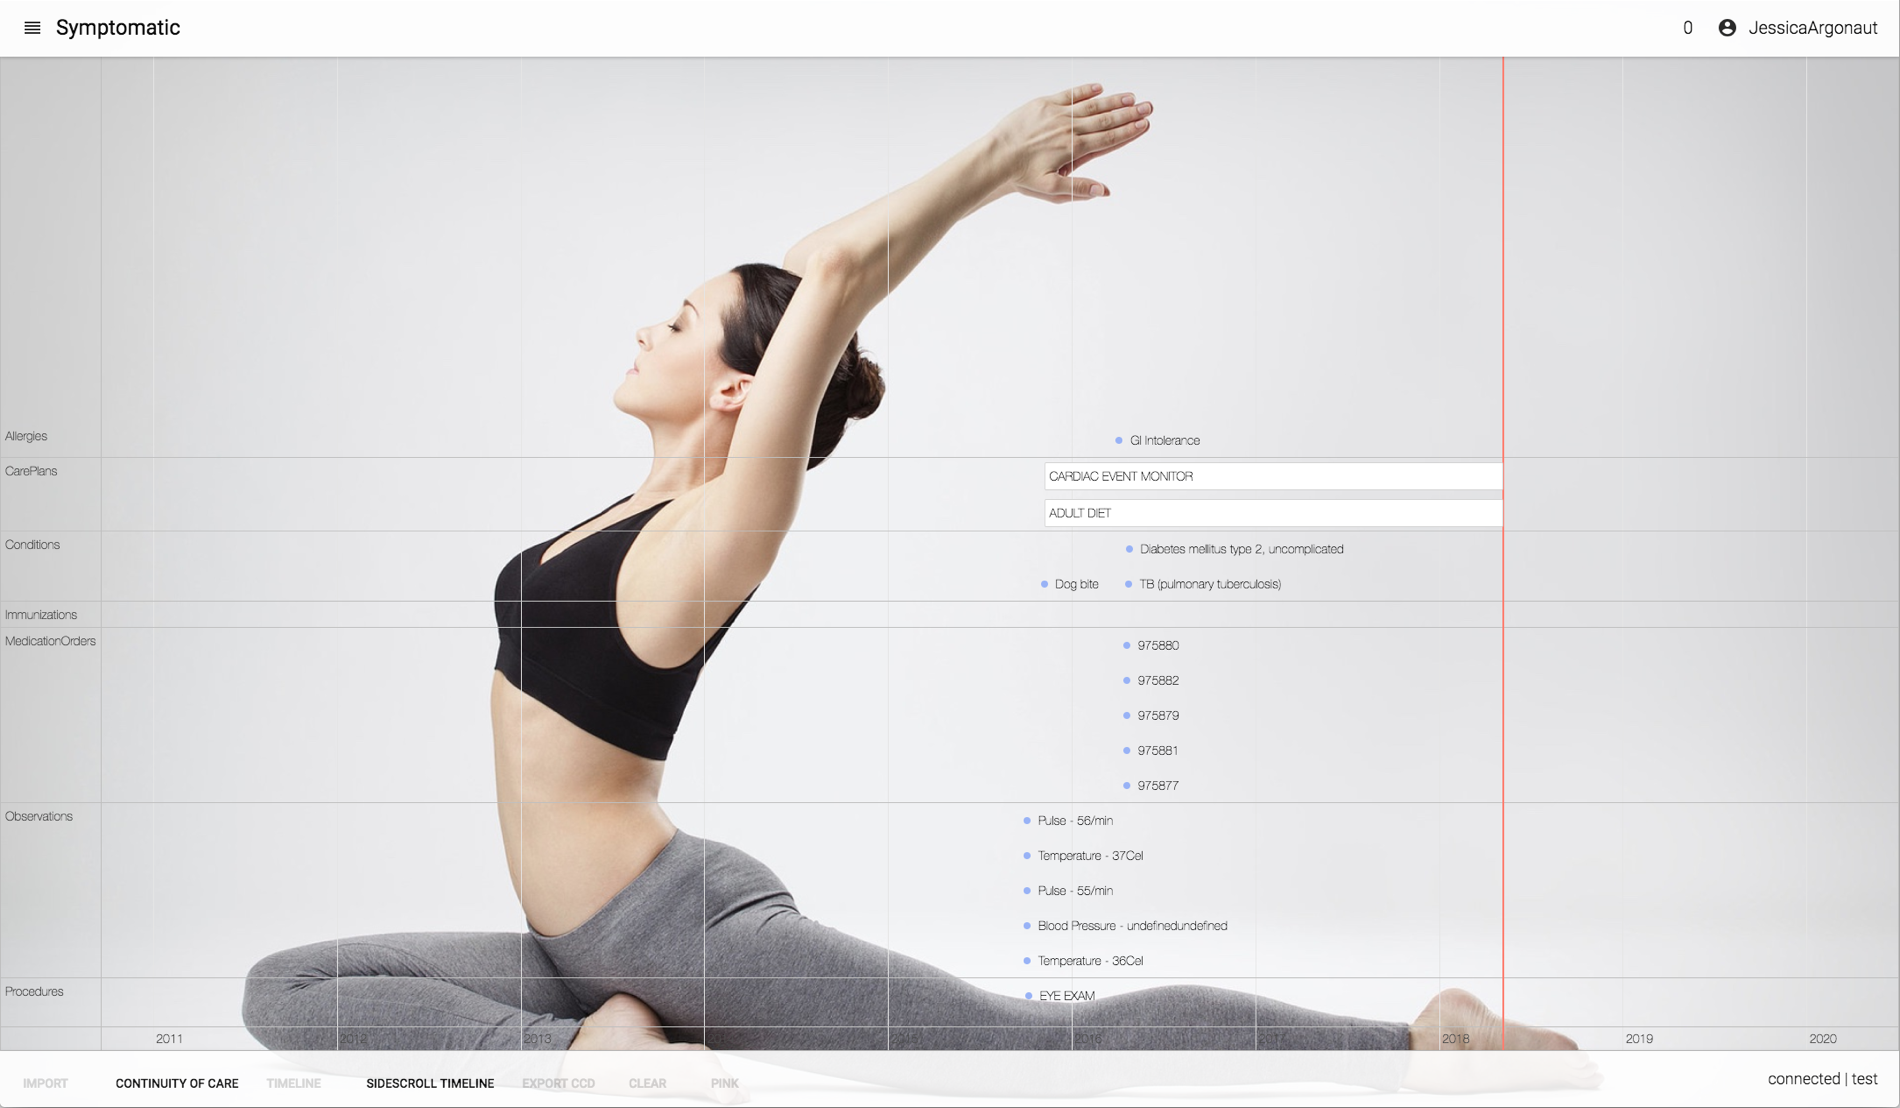 Symptomatic
0 JessicaArgonaut
Allergies
GI Intolerance
CarePlans
CARDIAC EVENT MONITOR
ADULT DIET
Conditions
Diabetes mellitus type 2, uncomplicated
Dog bite
TB (pulmonary tuberculosis)
Immunizations
MedicationOrders
975880
975882
975879
975881
975877
Observations
Pulse - 56/min
Temperature - 37Cel
Pulse - 55/min
Blood Pressure - undefinedundefined
Temperature - 36Cel
Procedures
EYE EXAM
2011 2012 2013 2015 2016 2017 2018 2019 2020
IMPORT CONTINUITY OF CARE TIMELINE SIDESCROLL TIMELINE EXPORT CCD CLEAR PINK
connected | test